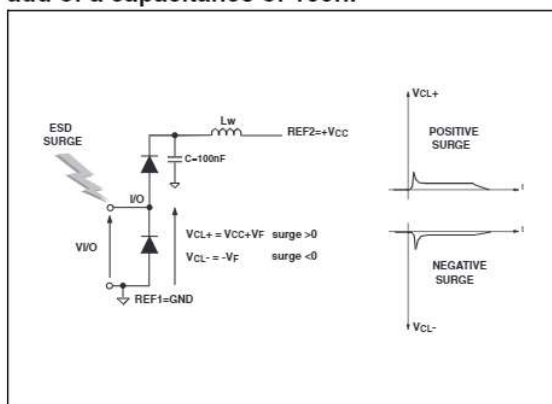 add of a capacitance of 100nF
ESD
SURGE
Lw
REF2=+VCC
C=100nF
I/O
VI/O
VCL+ = VCC+VF surge >0
VCL- = -VF surge <0
REF1=GND
VCL+
POSITIVE
SURGE
t
t
NEGATIVE
SURGE
VCL-